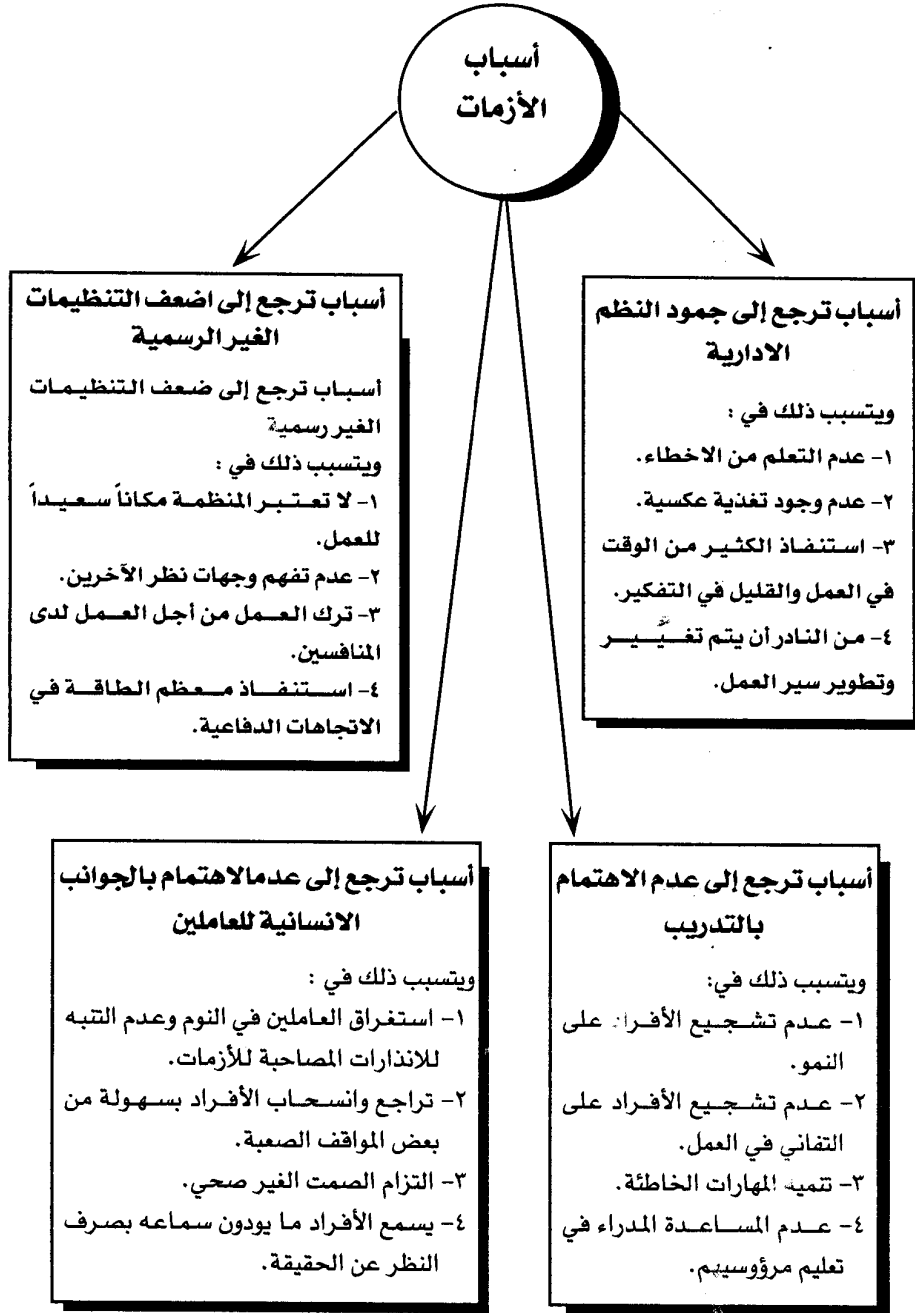 أسباب
الأزمات
أسباب ترجع إلى جمود النظم
الادارية
ويتسبب ذلك في :
١- عدم التعلم من الاخطاء.
٢- عدم وجود تغذية عكسية.
٣- استنفاذ الكثير من الوقت
في العمل والقليل في التفكير.
٤- من النادر أن يتم تغيير
وتطوير سير العمل.
أسباب ترجع إلى اضعف التنظيمات
الغير الرسمية
أسباب ترجع إلى ضعف التنظيمات
الغير رسمية
ويتسبب ذلك في :
١- لا تعتبر المنظمة مكاناً سعيداً
للعمل.
٢- عدم تفهم وجهات نظر الآخرين.
٣- ترك العمل من أجل العمل لدى
المنافسين.
٤- استنفاذ معظم الطاقة في
الاتجاهات الدفاعية.
أسباب ترجع إلى عدم الاهتمام
بالتدريب
ويتسبب ذلك في:
١- عدم تشجيع الأفراد على
النمو.
٢- عدم تشجيع الأفراد على
التفاني في العمل.
٣- تنمية المهارات الخاطئة.
٤- عدم المساعدة المدراء في
تعليم مرؤوسيهم.
أسباب ترجع إلى عدمالاهتمام بالجوانب
الانسانية للعاملين
ويتسبب ذلك في :
١- استغراق العاملين في النوم وعدم التنبه
للانذارات المصاحبة للأزمات.
٢- تراجع وانسحاب الأفراد بسهولة من
بعض المواقف الصعبة.
٣- التزام الصمت الغير صحي.
٤- يسمع الأفراد ما يودون سماعه بصرف
النظر عن الحقيقة.